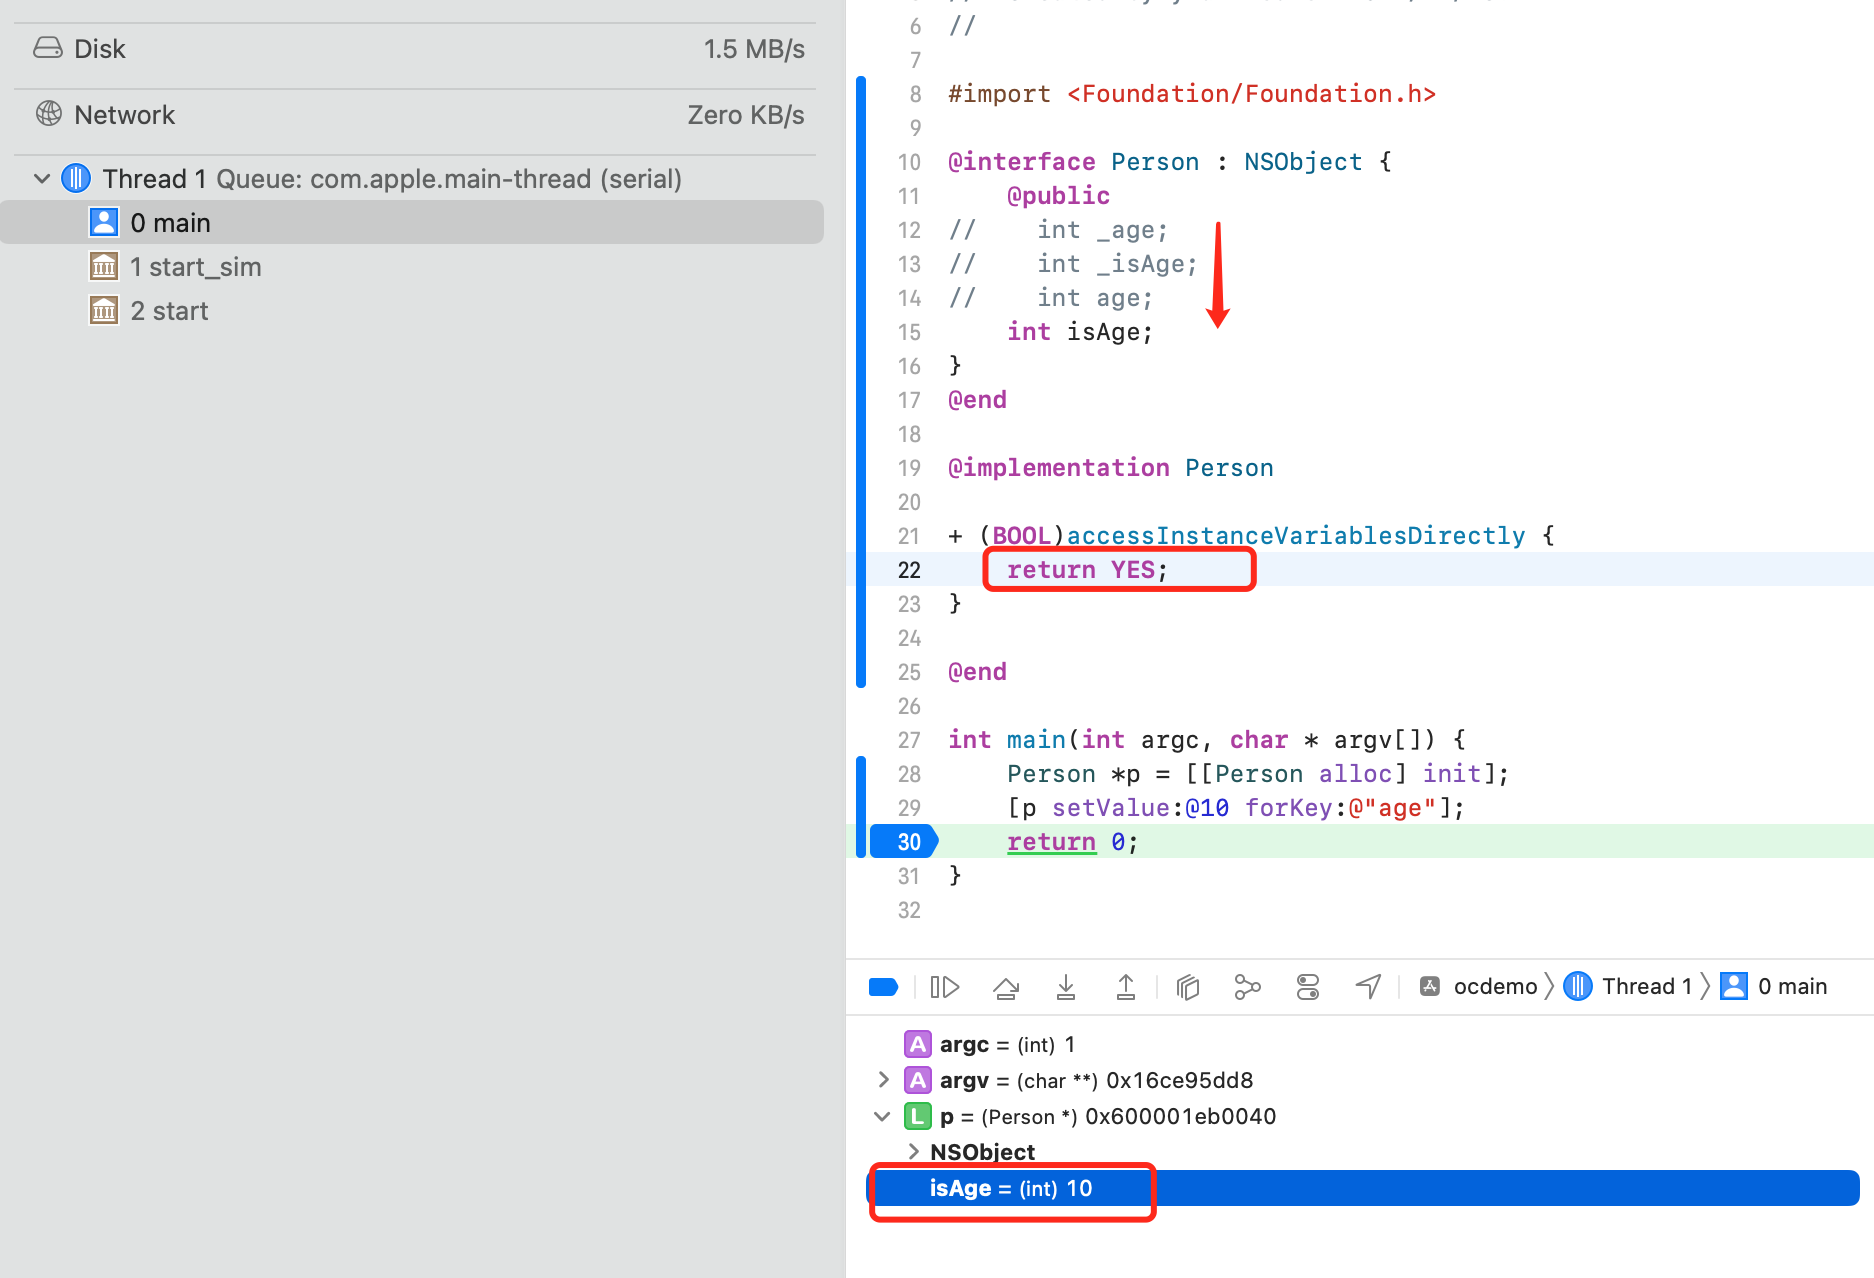 Disk 1.5 MB/s
Network Zero KB/s
Thread 1 Queue: com.apple.main-thread (serial)
0 main
1 start_sim
2 start
6 //
7
8 #import <Foundation/Foundation.h>
9
10 @interface Person : NSObject {
11 @public
12 // int _age;
13 // int _isAge;
14 // int age;
15 int isAge;
16 }
17 @end
18
19 @implementation Person
20
21 + (BOOL)accessInstanceVariablesDirectly {
22 return YES;
23 }
24
25 @end
26
27 int main(int argc, char * argv[]) {
28 Person *p = [[Person alloc] init];
29 [p setValue:@10 forKey:@"age"];
30 return 0;
31 }
32
ocdemo Thread 1 0 main
A argc = (int) 1
A argv = (char **) 0x16ce95dd8
L p = (Person *) 0x600001eb0040
NSObject
isAge = (int) 10